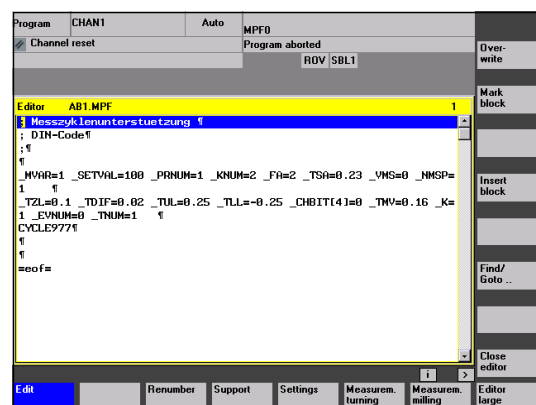 Program CHAN1 Auto MPF0
Channel reset Program aborted
ROV SBL1
Editor AB1.MPF 1
; Messzyklenunterstuetzung ¶
; DIN-Code¶
;¶
¶
_MVAR=1 _SETVAL=100 _PRNUM=1 _KNUM=2 _FA=2 _TSA=0.23 _VMS=0 _NMSP=
1 ¶
_TZL=0.1 _TDIF=0.02 _TUL=0.25 _TLL=-0.25 _CHBIT[4]=0 _TMV=0.16 _K=
1 _EVNUM=0 _TNUM=1 ¶
CYCLE977¶
¶
¶
=eof=
i >
Edit Renumber Support Settings Measurem. turning Measurem. milling Editor large
Over-
write
Mark
block
Insert
block
Find/
Goto ..
Close
editor